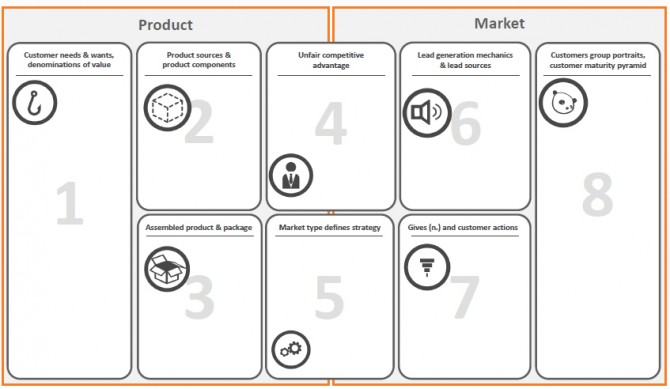 Product
Market
Customer needs & wants,
denominations of value
1
Product sources &
product components
2
Assembled product & package
3
Unfair competitive
advantage
4
Market type defines strategy
5
Lead generation mechanics
& lead sources
6
Gives (n.) and customer actions
7
Customers group portraits,
customer maturity pyramid
8